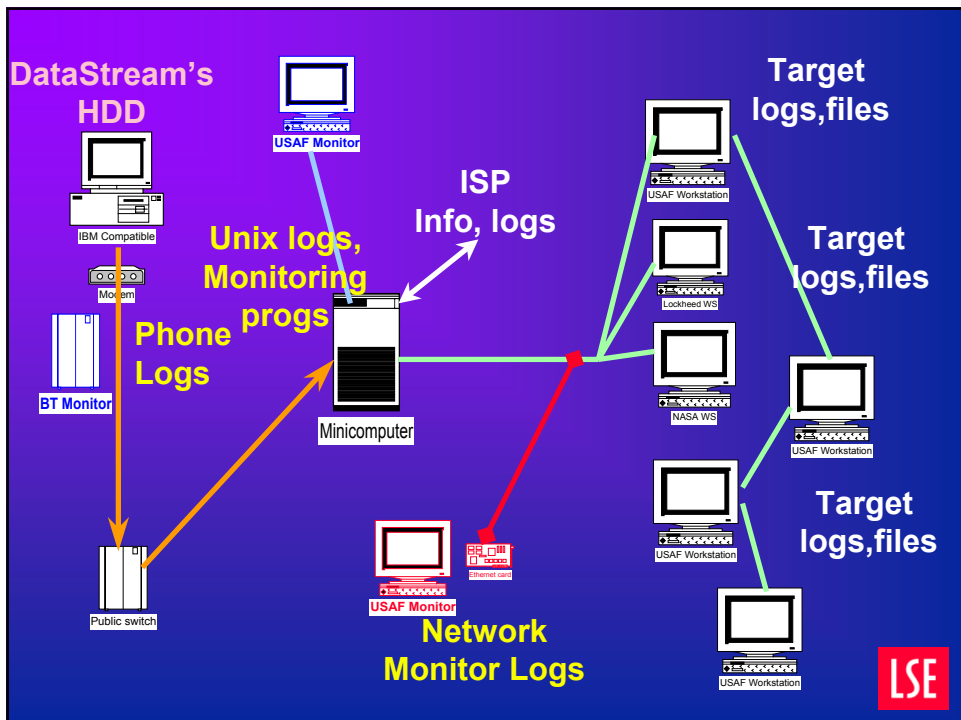 DataStream's
HDD
IBM Compatible
Modem
BT Monitor
Phone
Logs
Public switch
USAF Monitor
Unix logs,
Monitoring
progs
Minicomputer
ISP
Info, logs
USAF Monitor
Ethernet card
Network
Monitor Logs
Target
logs,files
USAF Workstation
Lockheed WS
Target
logs,files
NASA WS
USAF Workstation
USAF Workstation
Target
logs,files
USAF Workstation
LSE